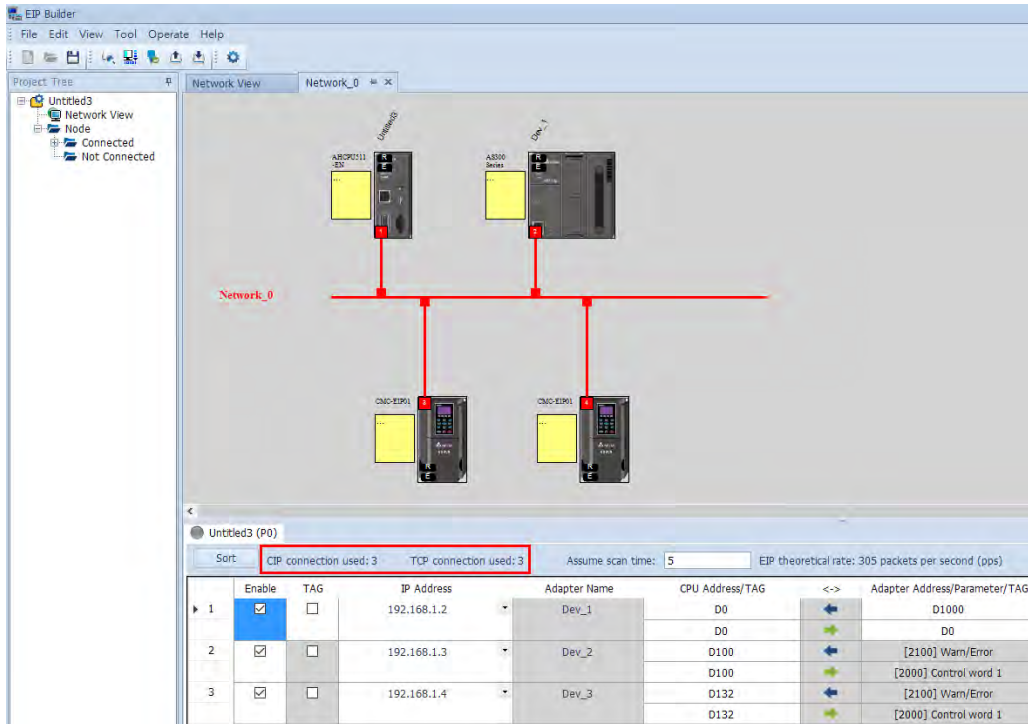 EIP Builder
File Edit View Tool Operate Help
Project Tree
Network View Network_0
Untitled3
Network View
Node
Connected
Not Connected
Untitled3
Dev_1
AHCPU511
-EN
AS300
Series
R
E
R
E
...
...
1
2
Network_0
CMC-EIP01
3
CMC-EIP01
4
...
...
R
E
R
E
Untitled3 (P0)
Sort CIP connection used: 3 TCP connection used: 3 Assume scan time: 5 EIP theoretical rate: 305 packets per second (pps)
Enable TAG IP Address Adapter Name CPU Address/TAG <-> Adapter Address/Parameter/TAG
1 192.168.1.2 Dev_1 D0 D1000
D0 D0
2 192.168.1.3 Dev_2 D100 [2100] Warn/Error
D100 [2000] Control word 1
3 192.168.1.4 Dev_3 D132 [2100] Warn/Error
D132 [2000] Control word 1